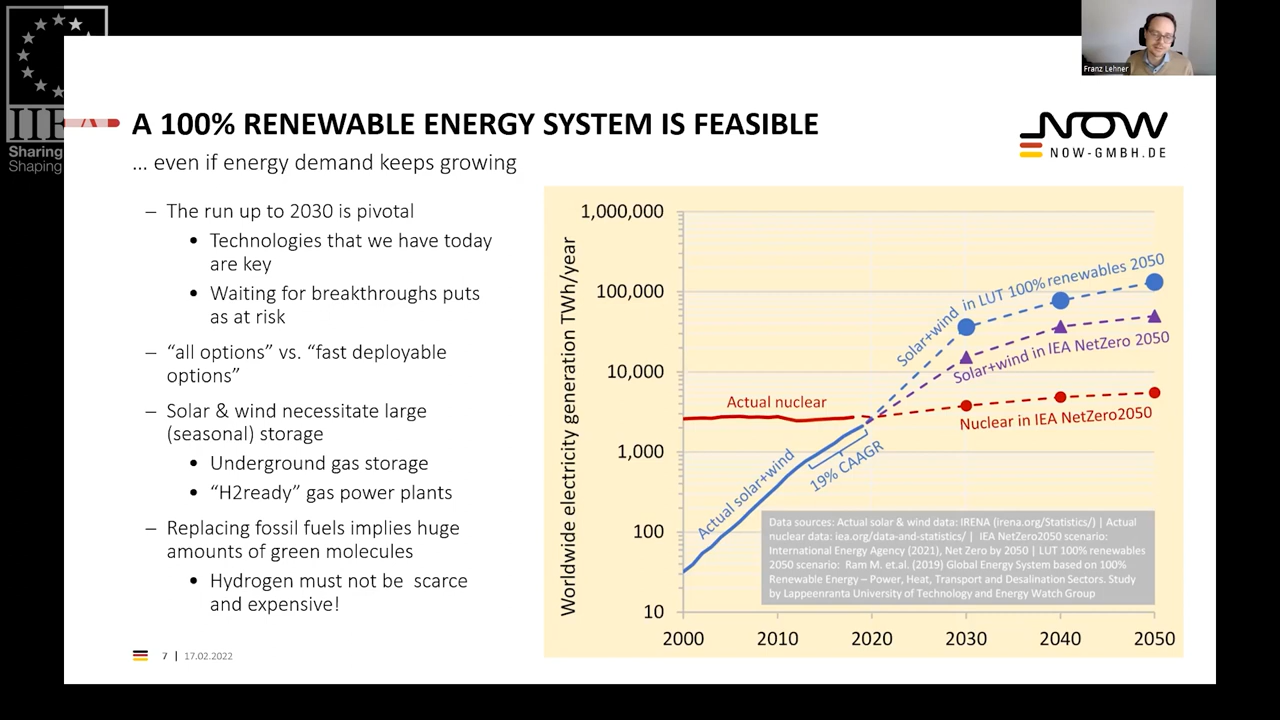 Franz Lehner
IIEA
Sharing
Shaping
A 100% RENEWABLE ENERGY SYSTEM IS FEASIBLE
... even if energy demand keeps growing
NOW
NOW-GMBH.DE
– The run up to 2030 is pivotal
• Technologies that we have today
are key
• Waiting for breakthroughs puts
as at risk
– “all options” vs. “fast deployable
options”
– Solar & wind necessitate large
(seasonal) storage
• Underground gas storage
• “H2ready” gas power plants
– Replacing fossil fuels implies huge
amounts of green molecules
• Hydrogen must not be scarce
and expensive!
Worldwide electricity generation TWh/year
1,000,000
100,000
10,000
1,000
100
10
2000
2010
2020
2030
2040
2050
Solar+wind in LUT 100% renewables 2050
Solar+wind in IEA NetZero 2050
Actual nuclear
Nuclear in IEA NetZero2050
Actual solar+wind
19% CAAGR
Data sources: Actual solar & wind data: IRENA (irena.org/Statistics/) | Actual
nuclear data: iea.org/data-and-statistics/ | IEA NetZero2050 scenario:
International Energy Agency (2021), Net Zero by 2050 | LUT 100% renewables
2050 scenario: Ram M. et.al. (2019) Global Energy System based on 100%
Renewable Energy – Power, Heat, Transport and Desalination Sectors. Study
by Lappeenranta University of Technology and Energy Watch Group
7 | 17.02.2022